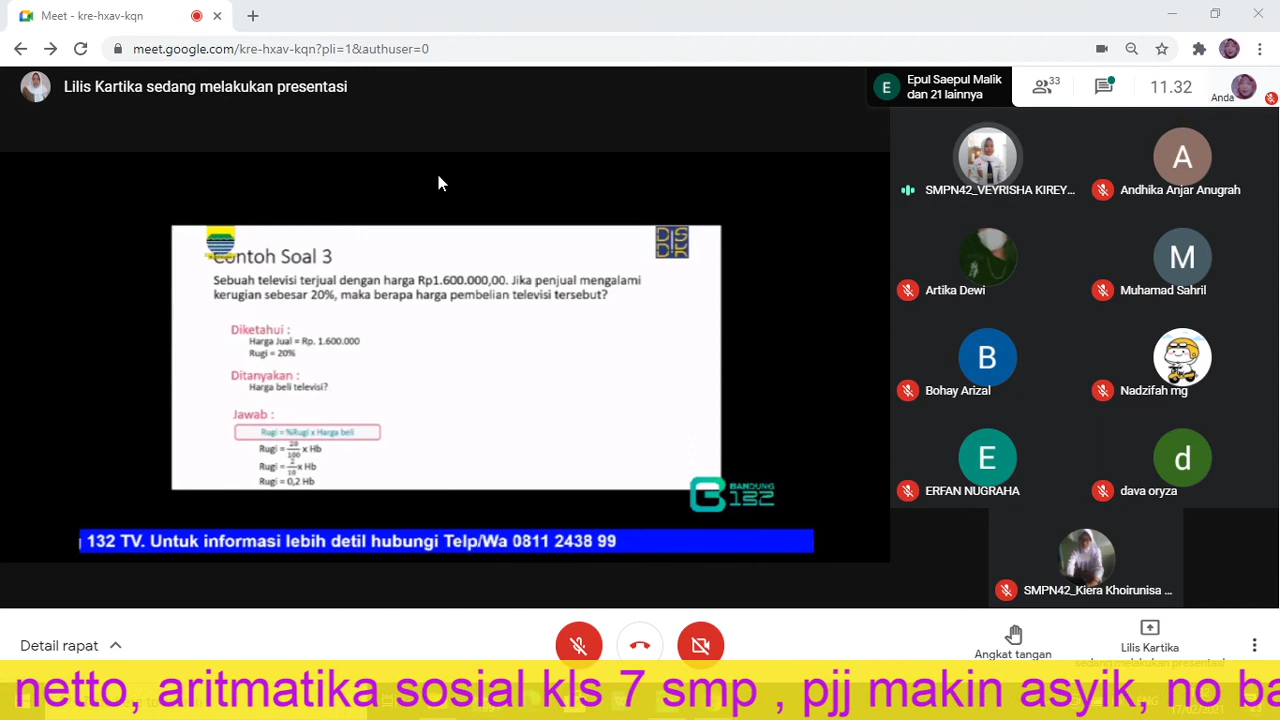 Meet - kre-hxav-kqn
meet.google.com/kre-hxav-kqn?pli=1&authuser=0
Lilis Kartika sedang melakukan presentasi
E
Epul Saepul Malik
dan 21 lainnya
33
11.32
Anda
SMPN42_VEYRISHA KIREY...
A
Andhika Anjar Anugrah
Artika Dewi
M
Muhamad Sahril
B
Bohay Arizal
Nadzifah mg
E
ERFAN NUGRAHA
d
dava oryza
SMPN42_Kiera Khoirunisa ...
Contoh Soal 3
DIS
DIK
Sebuah televisi terjual dengan harga Rp1.600.000,00. Jika penjual mengalami
kerugian sebesar 20%, maka berapa harga pembelian televisi tersebut?
Diketahui :
Harga Jual = Rp. 1.600.000
Rugi = 20%
Ditanyakan :
Harga beli televisi?
Jawab :
Rugi = %Rugi x Harga beli
Rugi = 20/100 x Hb
Rugi = 2/10 x Hb
Rugi = 0,2 Hb
BANDUNG
132
132 TV. Untuk informasi lebih detil hubungi Telp/Wa 0811 2438 99
Detail rapat
Angkat tangan
Lilis Kartika
sedang melakukan presentasi
netto, aritmatika sosial kls 7 smp , pjj makin asyik, no ba